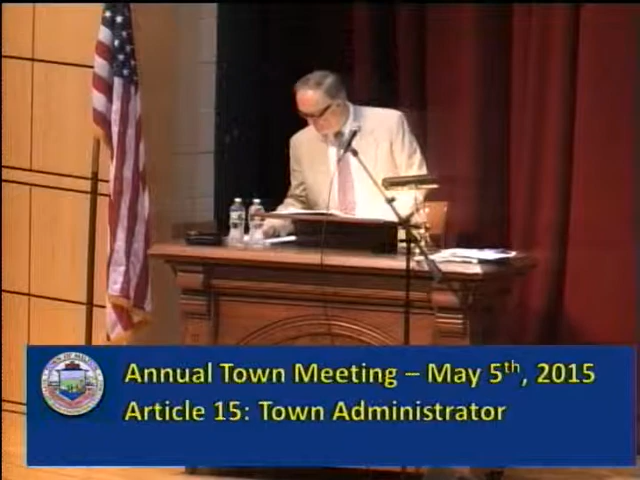 Annual Town Meeting – May 5th, 2015
Article 15: Town Administrator